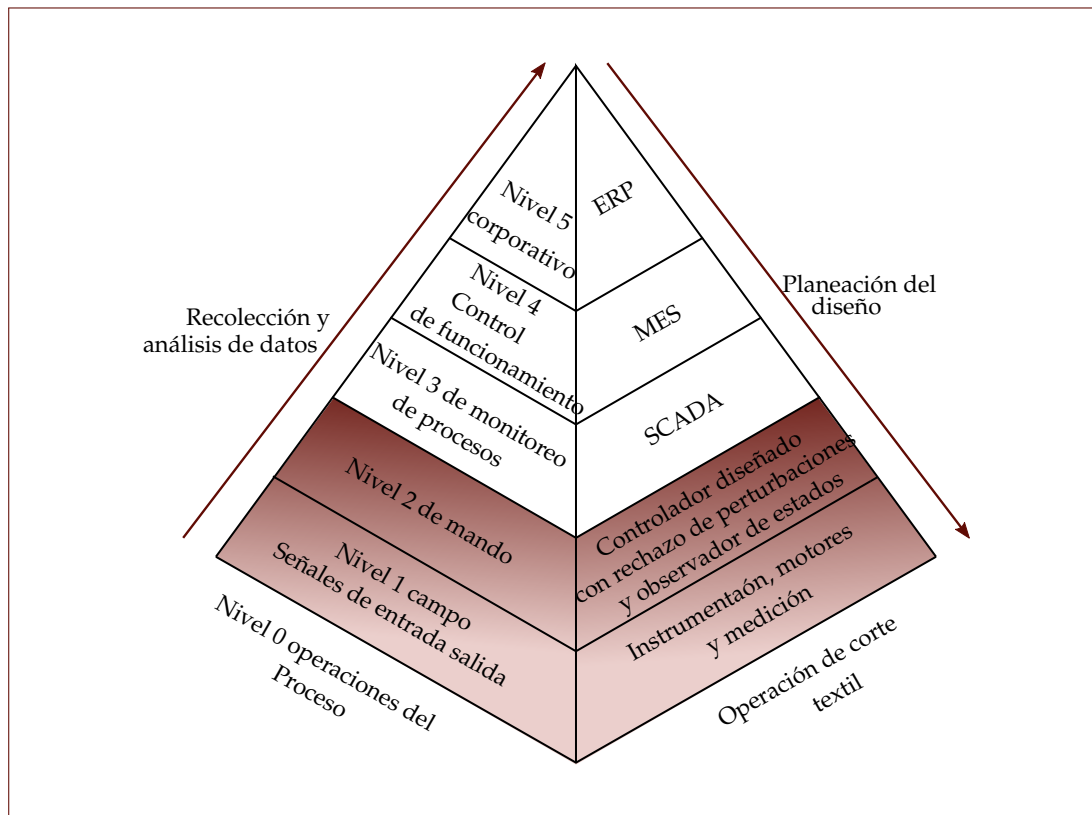 Nivel 5
corporativo
ERP
Nivel 4
Control
de funcionamiento
MES
Nivel 3 de monitoreo
de procesos
SCADA
Nivel 2 de mando
Controlador diseñado
con rechazo de perturbaciones
y observador de estados
Nivel 1 campo
Señales de entrada salida
Instrumentaón, motores
y medición
Nivel 0 operaciones del
Proceso
Operación de corte
textil
Recolección y
análisis de datos
Planeación del
diseño